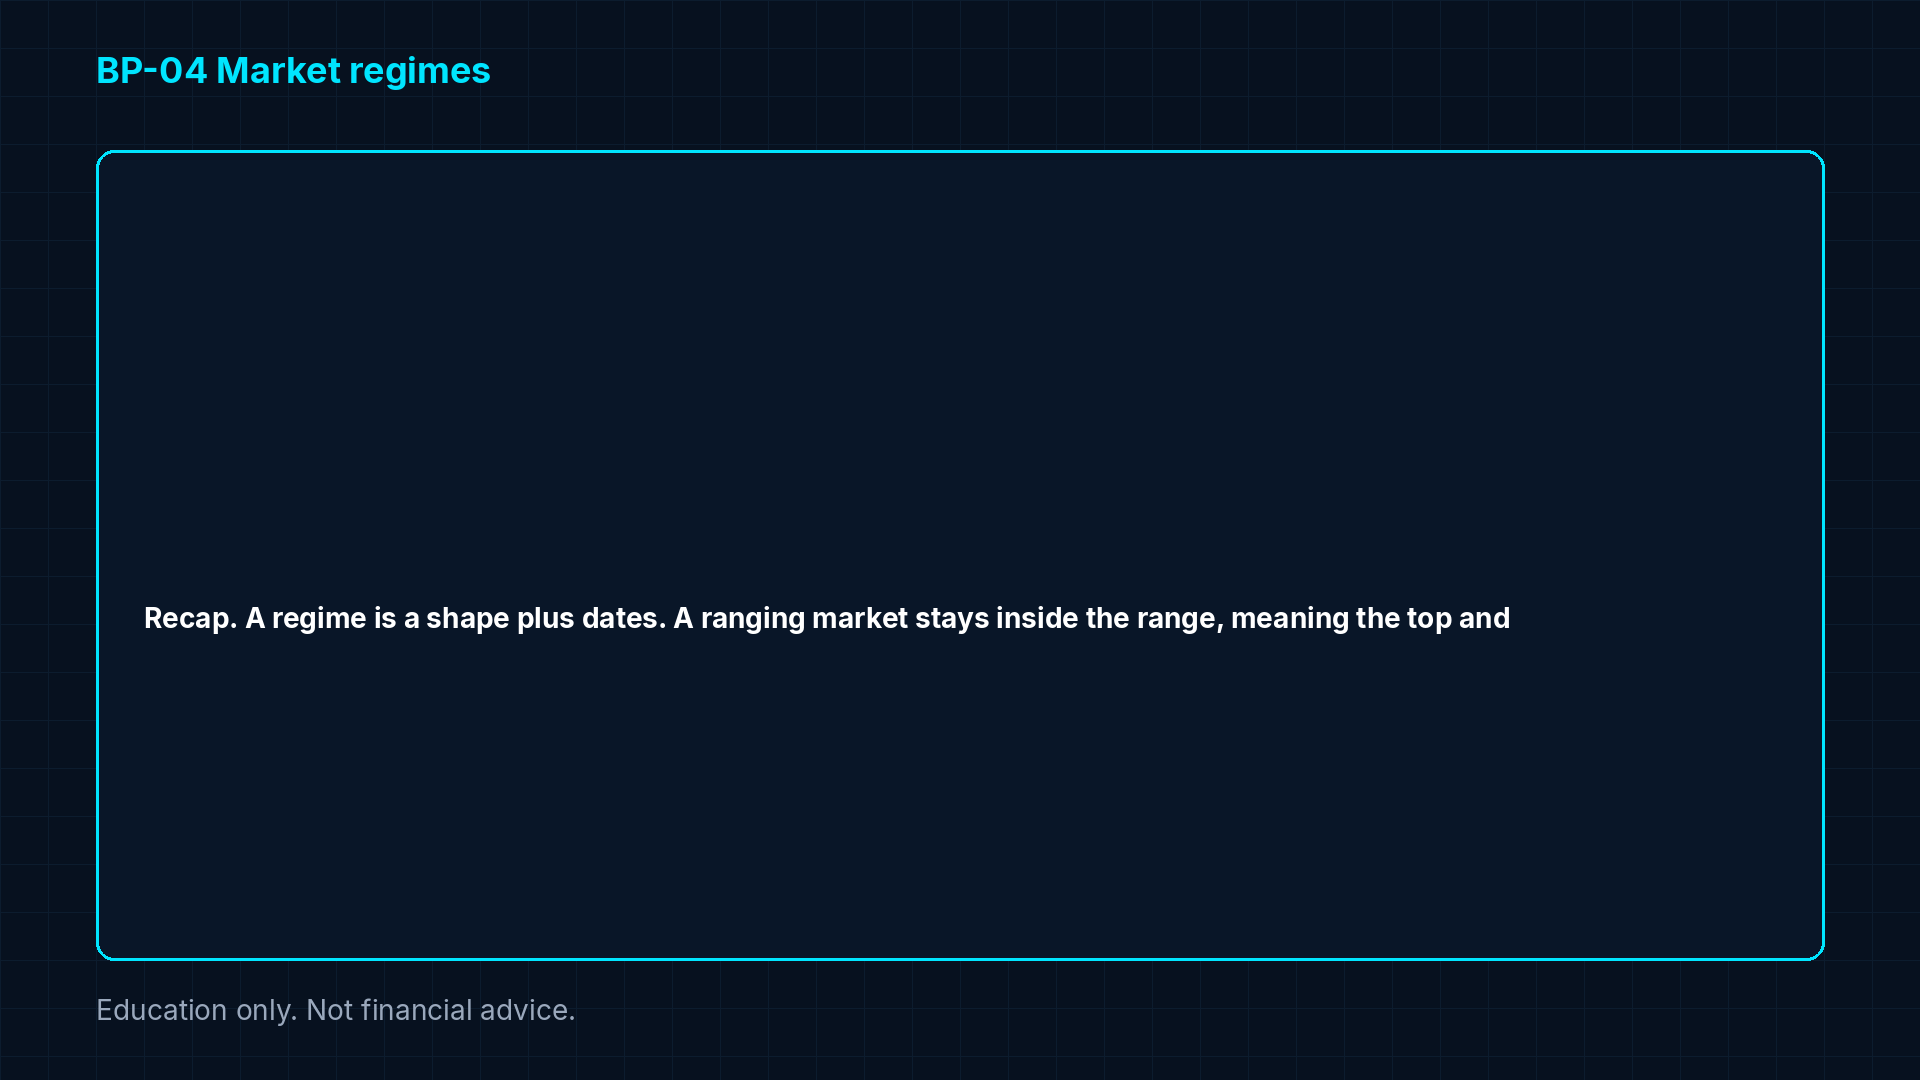 BP-04 Market regimes
Recap. A regime is a shape plus dates. A ranging market stays inside the range, meaning the top and
Education only. Not financial advice.